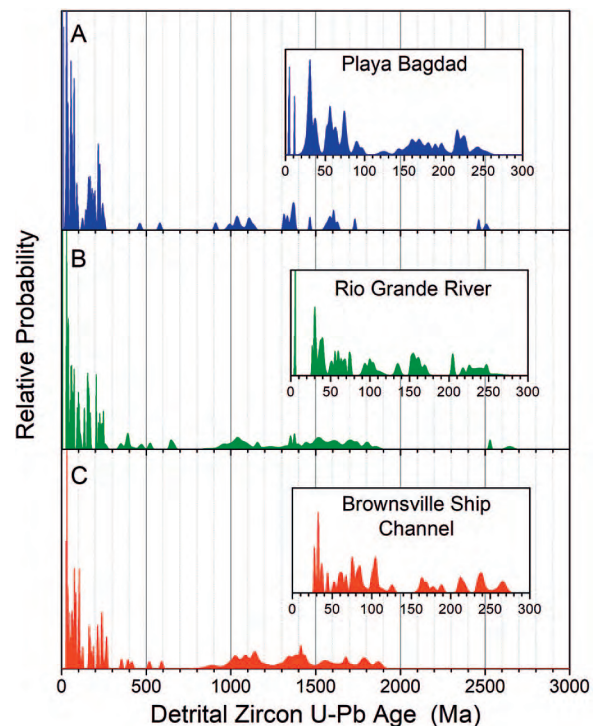 A
Playa Bagdad
0 50 100 150 200 250 300
B
Rio Grande River
0 50 100 150 200 250 300
C
Brownsville Ship
Channel
0 50 100 150 200 250 300
Relative Probability
0 500 1000 1500 2000 2500 3000
Detrital Zircon U-Pb Age (Ma)